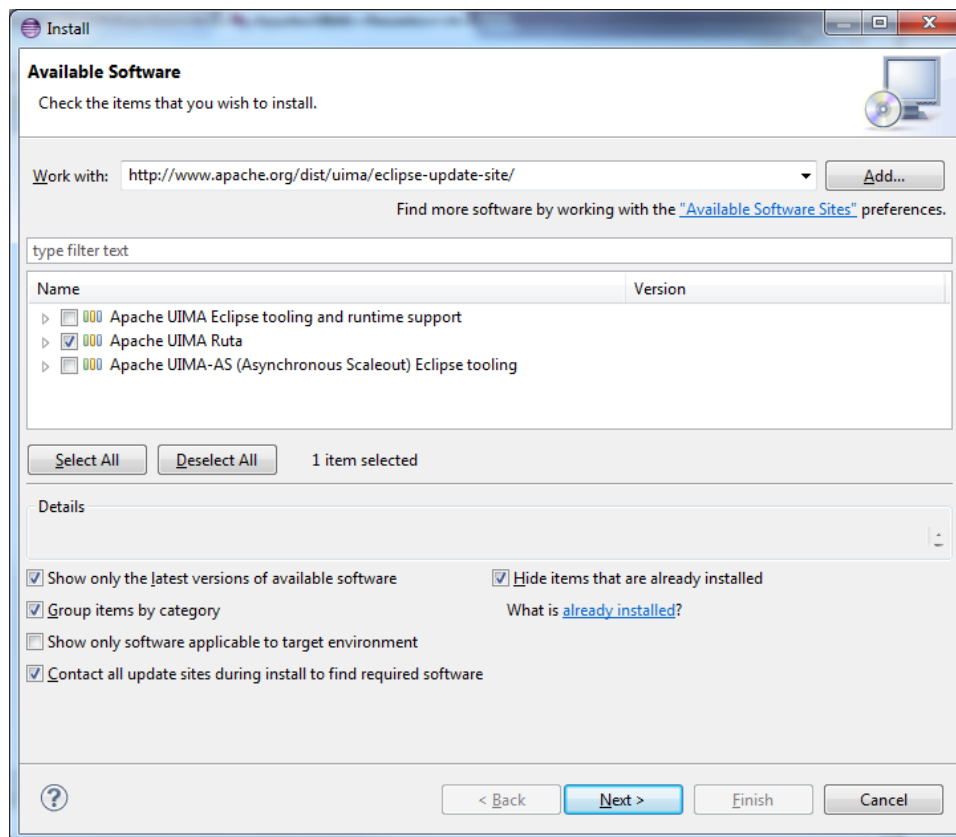 Install
Available Software
Check the items that you wish to install.
Work with: http://www.apache.org/dist/uima/eclipse-update-site/ Add...
Find more software by working with the "Available Software Sites" preferences.
type filter text
Name Version
Apache UIMA Eclipse tooling and runtime support
Apache UIMA Ruta
Apache UIMA-AS (Asynchronous Scaleout) Eclipse tooling
Select All Deselect All 1 item selected
Details
Show only the latest versions of available software Hide items that are already installed
Group items by category What is already installed?
Show only software applicable to target environment
Contact all update sites during install to find required software
? < Back Next > Finish Cancel